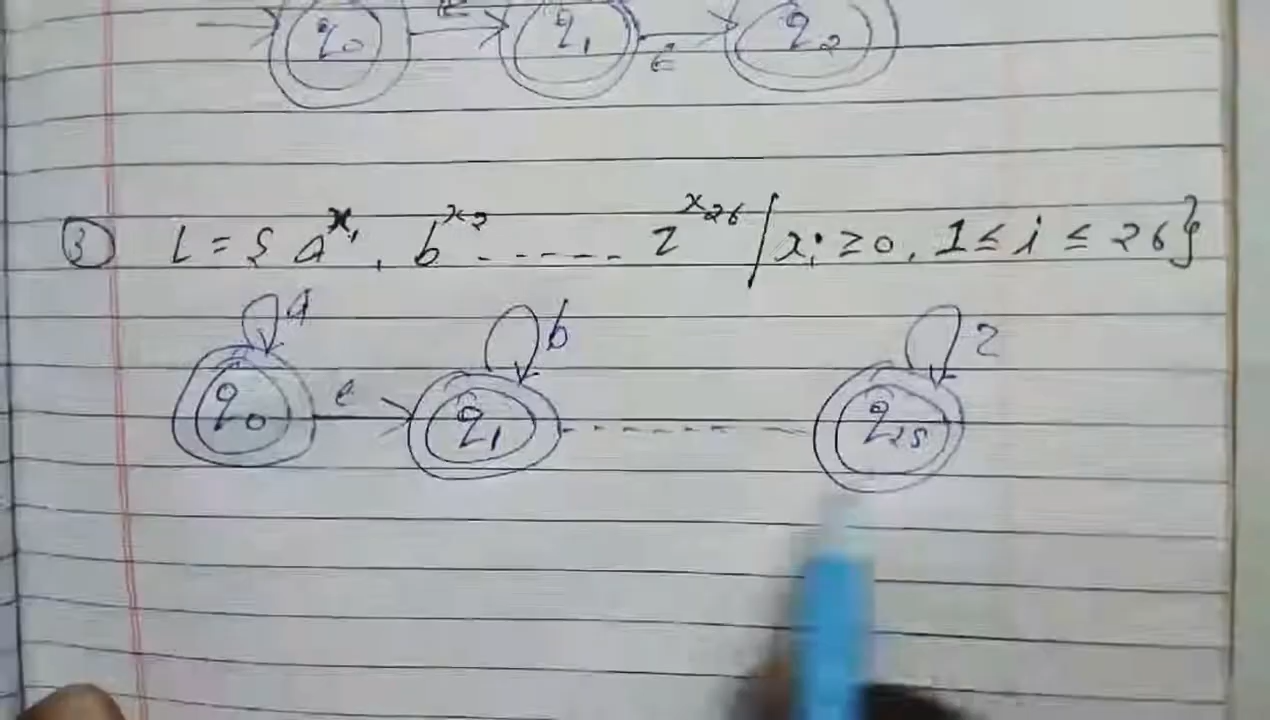 q0 ε q1 ε q2
③ L = { a^x1, b^x2 ------ z^x26 / xi ≥ 0, 1 ≤ i ≤ 26}
a b z
q0 ε q1 ------ q25